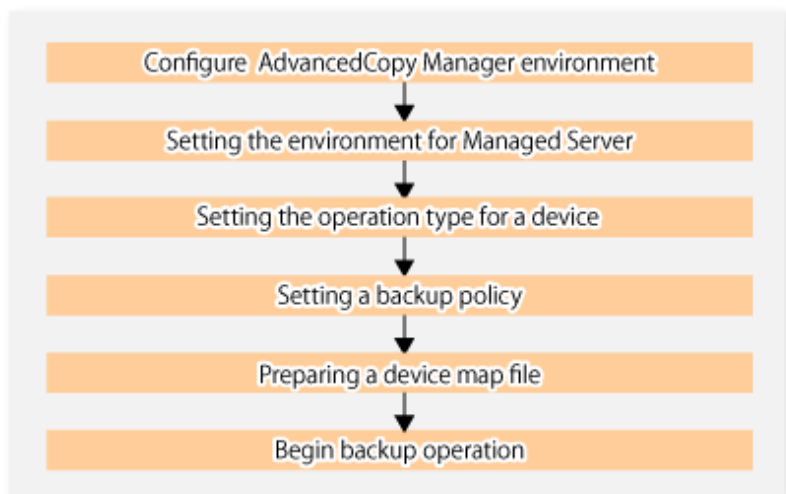 Configure AdvancedCopy Manager environment
Setting the environment for Managed Server
Setting the operation type for a device
Setting a backup policy
Preparing a device map file
Begin backup operation